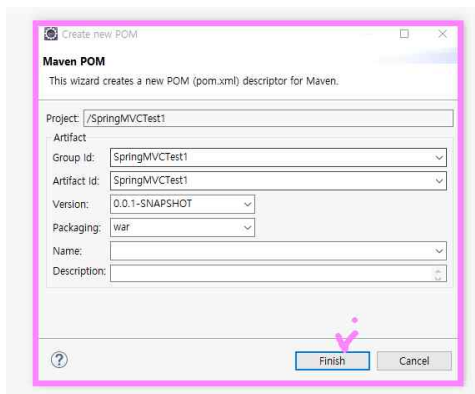 Create new POM
Maven POM
This wizard creates a new POM (pom.xml) descriptor for Maven.
Project: /SpringMVCTest1
Artifact
Group Id: SpringMVCTest1
Artifact Id: SpringMVCTest1
Version: 0.0.1-SNAPSHOT
Packaging: war
Name:
Description:
Finish Cancel